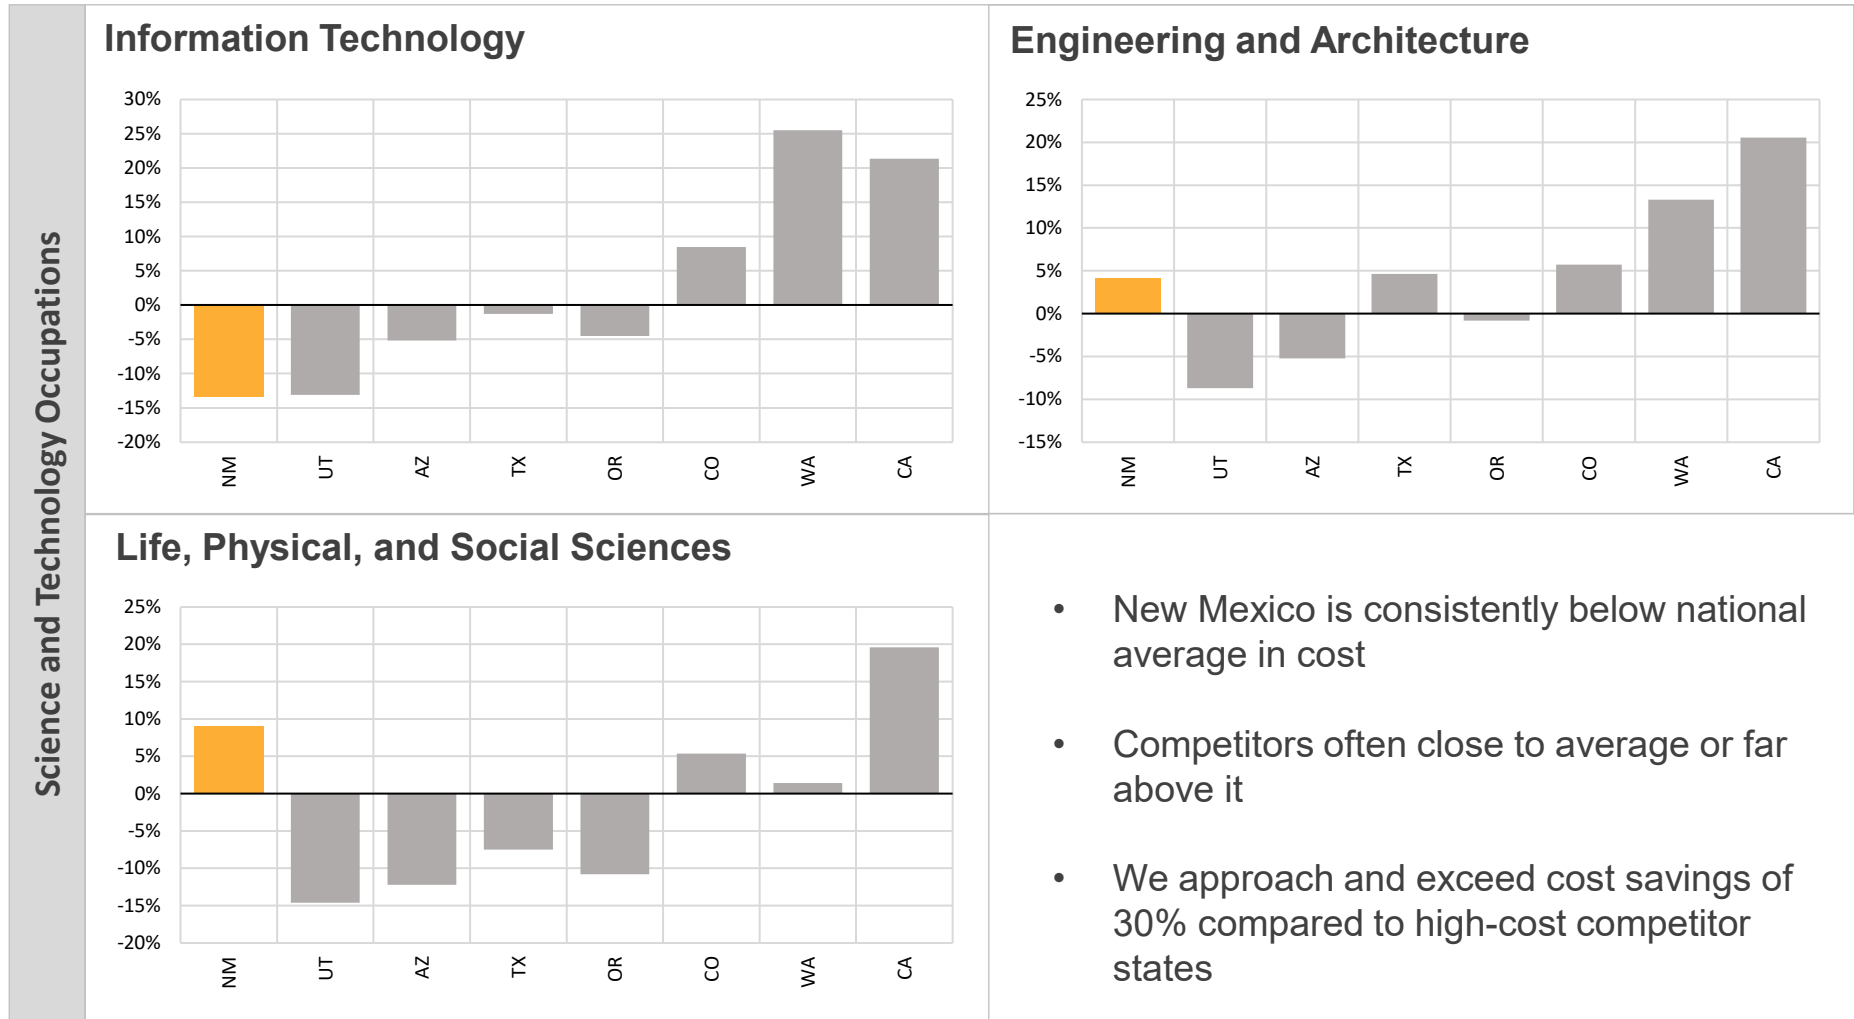 Science and Technology Occupations
Information Technology
30%
25%
20%
15%
10%
5%
0%
-5%
-10%
-15%
-20%
NM
UT
AZ
TX
OR
CO
WA
CA
Engineering and Architecture
25%
20%
15%
10%
5%
0%
-5%
-10%
-15%
NM
UT
AZ
TX
OR
CO
WA
CA
Life, Physical, and Social Sciences
25%
20%
15%
10%
5%
0%
-5%
-10%
-15%
-20%
NM
UT
AZ
TX
OR
CO
WA
CA
• New Mexico is consistently below national
average in cost
• Competitors often close to average or far
above it
• We approach and exceed cost savings of
30% compared to high-cost competitor
states